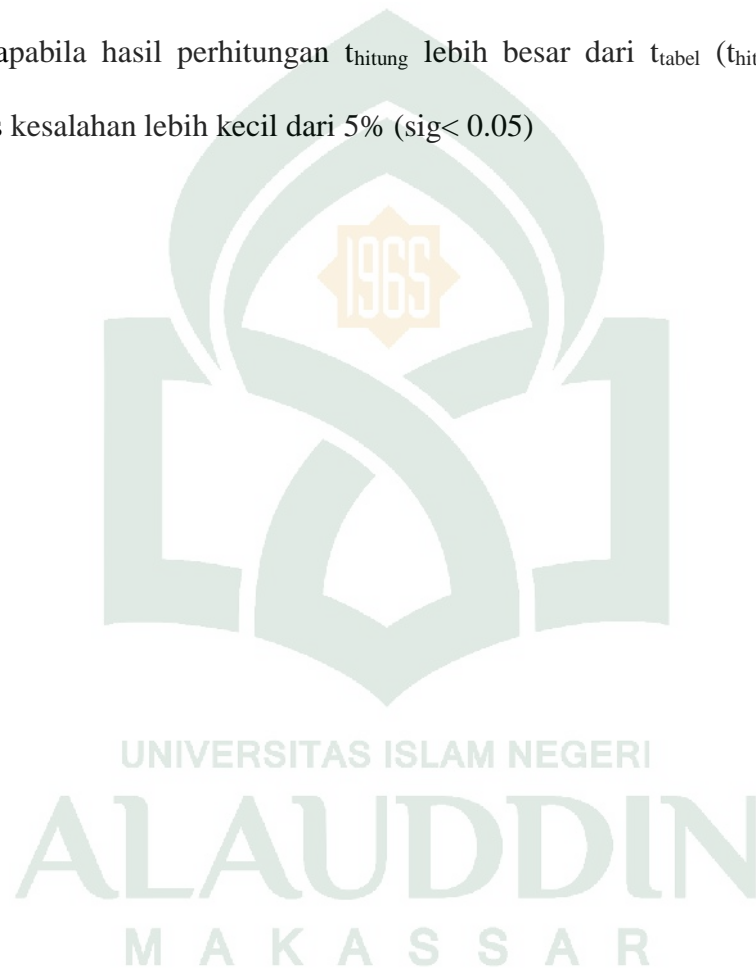 apabila hasil perhitungan thitung lebih besar dari ttabel (thit
kesalahan lebih kecil dari 5% (sig< 0.05)
1965
UNIVERSITAS ISLAM NEGERI
ALAUDDIN
MAKASSAR